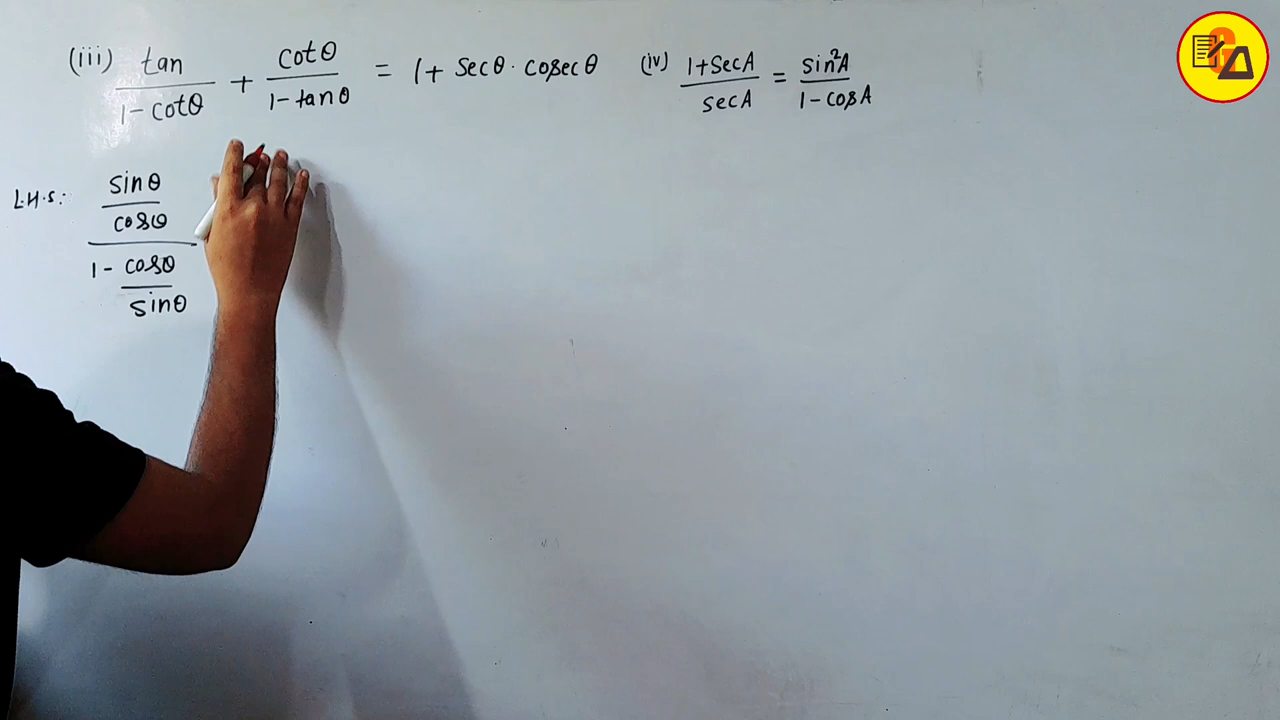 (iii) tan / 1 - cotθ + cotθ / 1 - tanθ = 1 + secθ · cosecθ
(iv) 1 + secA / secA = sin²A / 1 - cosA
L.H.S:- sinθ / cosθ / 1 - cosθ / sinθ